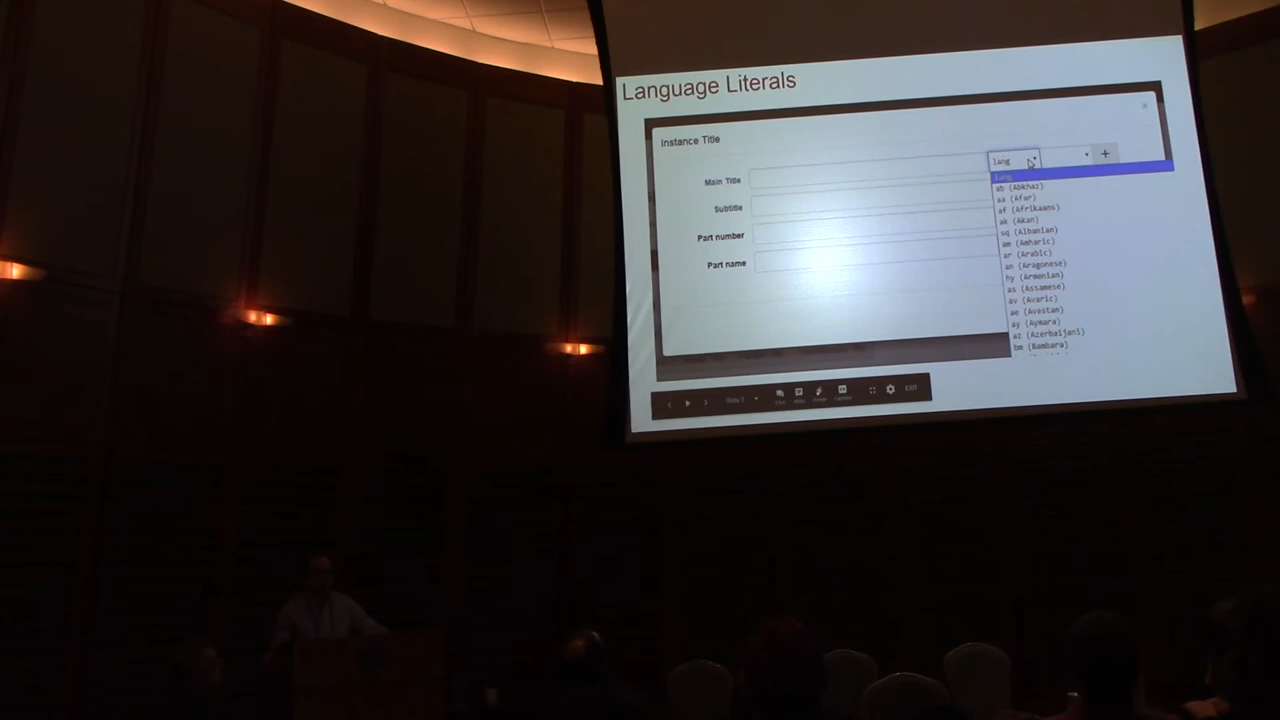 Language Literals
Instance Title
×
Main Title
lang
+
Subtitle
Part number
Part name
lang
ab (Abkhaz)
aa (Afar)
af (Afrikaans)
ak (Akan)
sq (Albanian)
am (Amharic)
ar (Arabic)
an (Aragonese)
hy (Armenian)
as (Assamese)
av (Avaric)
ae (Avestan)
ay (Aymara)
az (Azerbaijani)
bm (Bambara)
EXIT